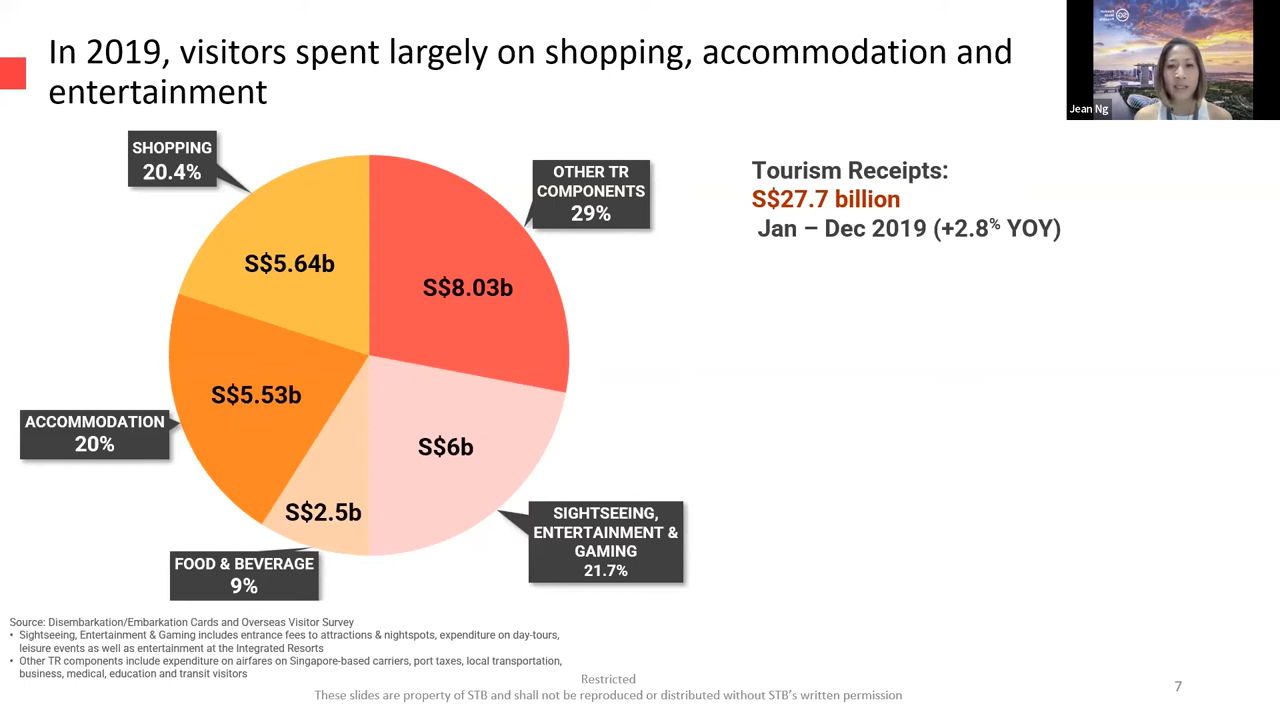 In 2019, visitors spent largely on shopping, accommodation and
entertainment
Jean Ng
SHOPPING
20.4%
OTHER TR
COMPONENTS
29%
Tourism Receipts:
S$27.7 billion
Jan – Dec 2019 (+2.8% YOY)
S$5.64b
S$8.03b
S$5.53b
S$6b
S$2.5b
ACCOMMODATION
20%
SIGHTSEEING,
ENTERTAINMENT &
GAMING
21.7%
FOOD & BEVERAGE
9%
Source: Disembarkation/Embarkation Cards and Overseas Visitor Survey
• Sightseeing, Entertainment & Gaming includes entrance fees to attractions & nightspots, expenditure on day-tours,
leisure events as well as entertainment at the Integrated Resorts
• Other TR components include expenditure on airfares on Singapore-based carriers, port taxes, local transportation,
business, medical, education and transit visitors
Restricted
These slides are property of STB and shall not be reproduced or distributed without STB's written permission
7